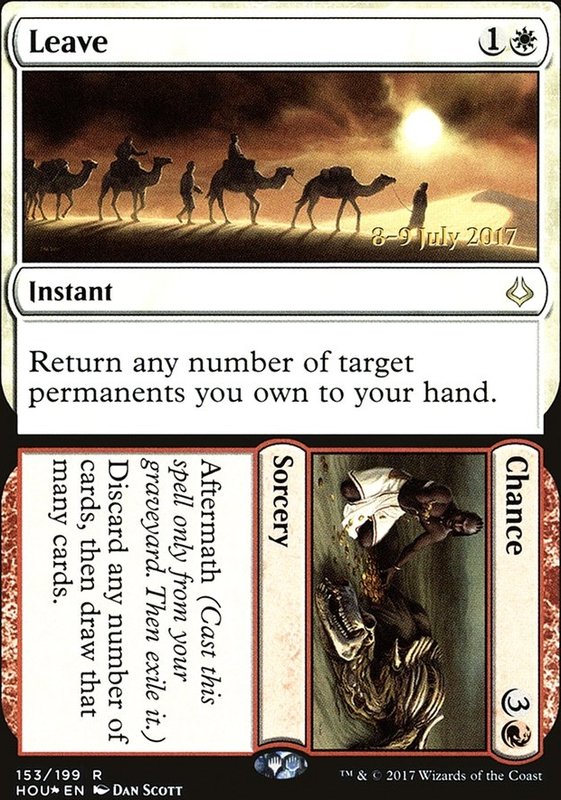 Leave
1
8–9 July 2017
Instant
Return any number of target
permanents you own to your hand.
Chance
3
Sorcery
Aftermath (Cast this
spell only from your
graveyard. Then exile it.)
Discard any number of
cards, then draw that
many cards.
153/199 R
HOU★EN Dan Scott
™ & © 2017 Wizards of the Coast